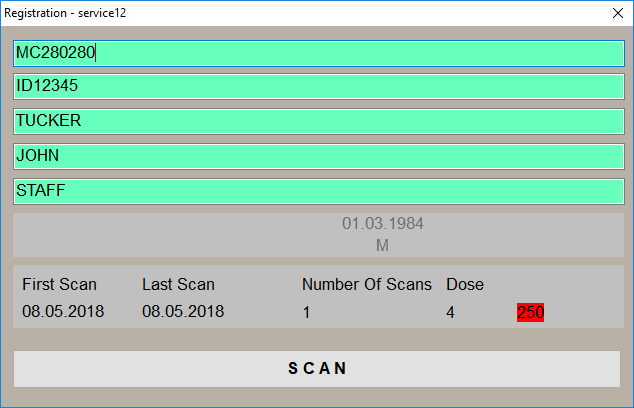 Registration - service12
MC280280
ID12345
TUCKER
JOHN
STAFF
01.03.1984
M
First Scan Last Scan Number Of Scans Dose
08.05.2018 08.05.2018 1 4 250
SCAN